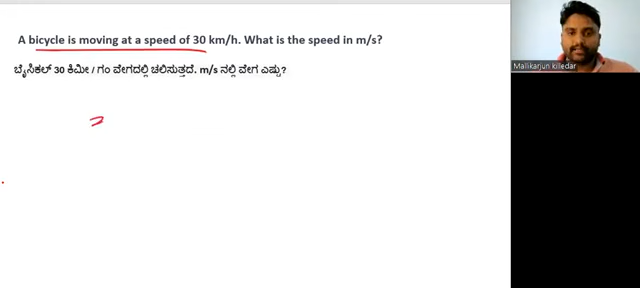 A bicycle is moving at a speed of 30 km/h. What is the speed in m/s?
ಬೈಸಿಕಲ್ 30 ಕಿಮೀ / ಗಂ ವೇಗದಲ್ಲಿ ಚಲಿಸುತ್ತದೆ. m/s ನಲ್ಲಿ ವೇಗ ಎಷ್ಟು?
Mallikarjun killedar